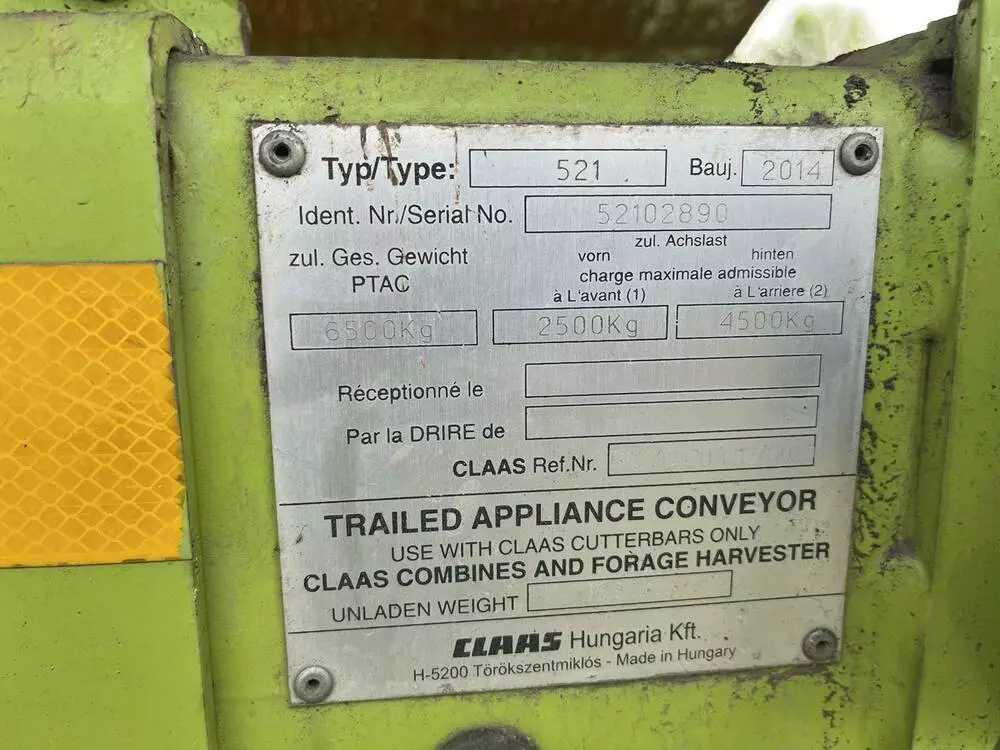 Typ/Type: 521 Bauj. 2014
Ident. Nr./Serial No. 52102890
zul. Achslast
zul. Ges. Gewicht vorn hinten
PTAC charge maximale admissible
à L'avant (1) à L'arriere (2)
6500Kg 2500Kg 4500Kg
Réceptionné le
Par la DRIRE de
CLAAS Ref.Nr.
TRAILED APPLIANCE CONVEYOR
USE WITH CLAAS CUTTERBARS ONLY
CLAAS COMBINES AND FORAGE HARVESTER
UNLADEN WEIGHT
CLAAS Hungaria Kft.
H-5200 Törökszentmiklós - Made in Hungary